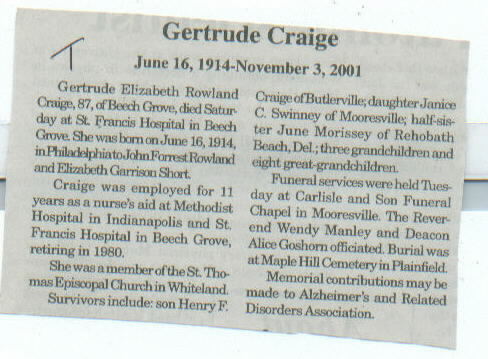 Gertrude Craige
June 16, 1914-November 3, 2001
T
Gertrude Elizabeth Rowland
Craige, 87, of Beech Grove, died Satur-
day at St. Francis Hospital in Beech
Grove. She was born on June 16, 1914,
in Philadelphia to John Forrest Rowland
and Elizabeth Garrison Short.
Craige was employed for 11
years as a nurse's aid at Methodist
Hospital in Indianapolis and St.
Francis Hospital in Beech Grove,
retiring in 1980.
She was a member of the St. Tho-
mas Episcopal Church in Whiteland.
Survivors include: son Henry F.
Craige of Butlerville; daughter Janice
C. Swinney of Mooresville; half-sis-
ter June Morissey of Rehobath
Beach, Del.; three grandchildren and
eight great-grandchildren.
Funeral services were held Tues-
day at Carlisle and Son Funeral
Chapel in Mooresville. The Rever-
end Wendy Manley and Deacon
Alice Goshorn officiated. Burial was
at Maple Hill Cemetery in Plainfield.
Memorial contributions may be
made to Alzheimer's and Related
Disorders Association.